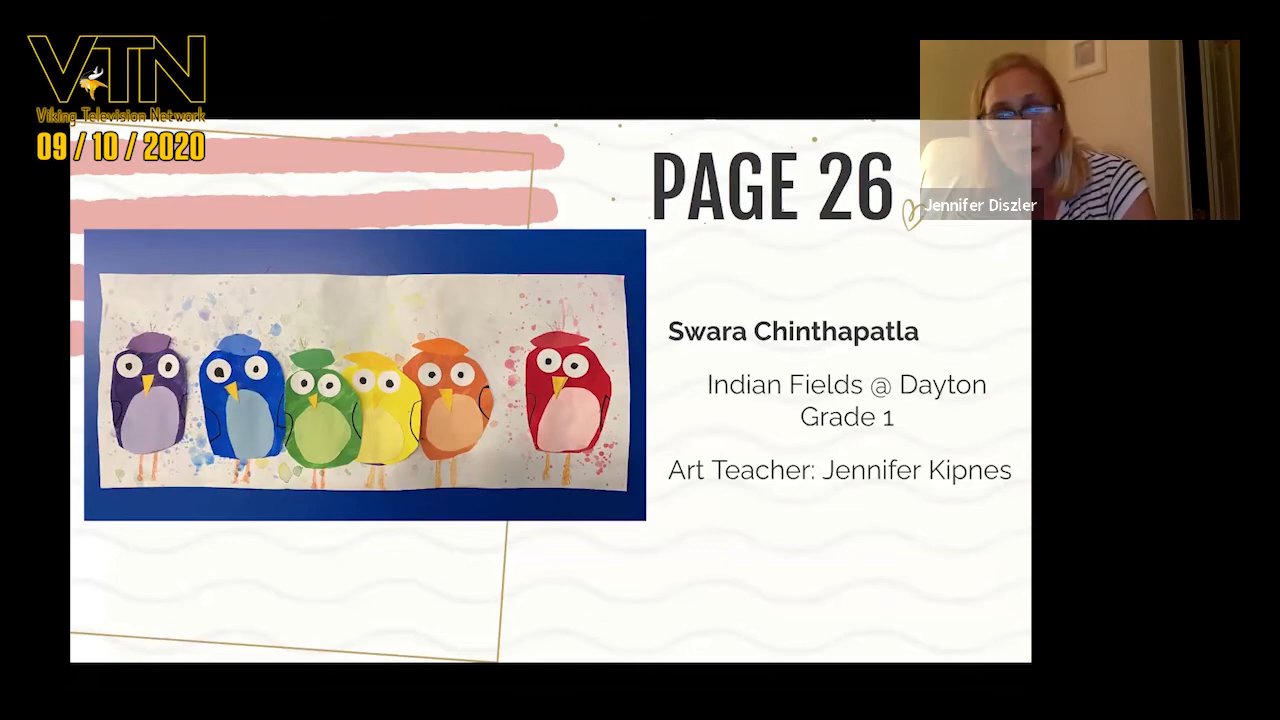 VTN
Viking Television Network
09 / 10 / 2020
PAGE 26
Jennifer Diszler
Swara Chinthapatla
Indian Fields @ Dayton
Grade 1
Art Teacher: Jennifer Kipnes